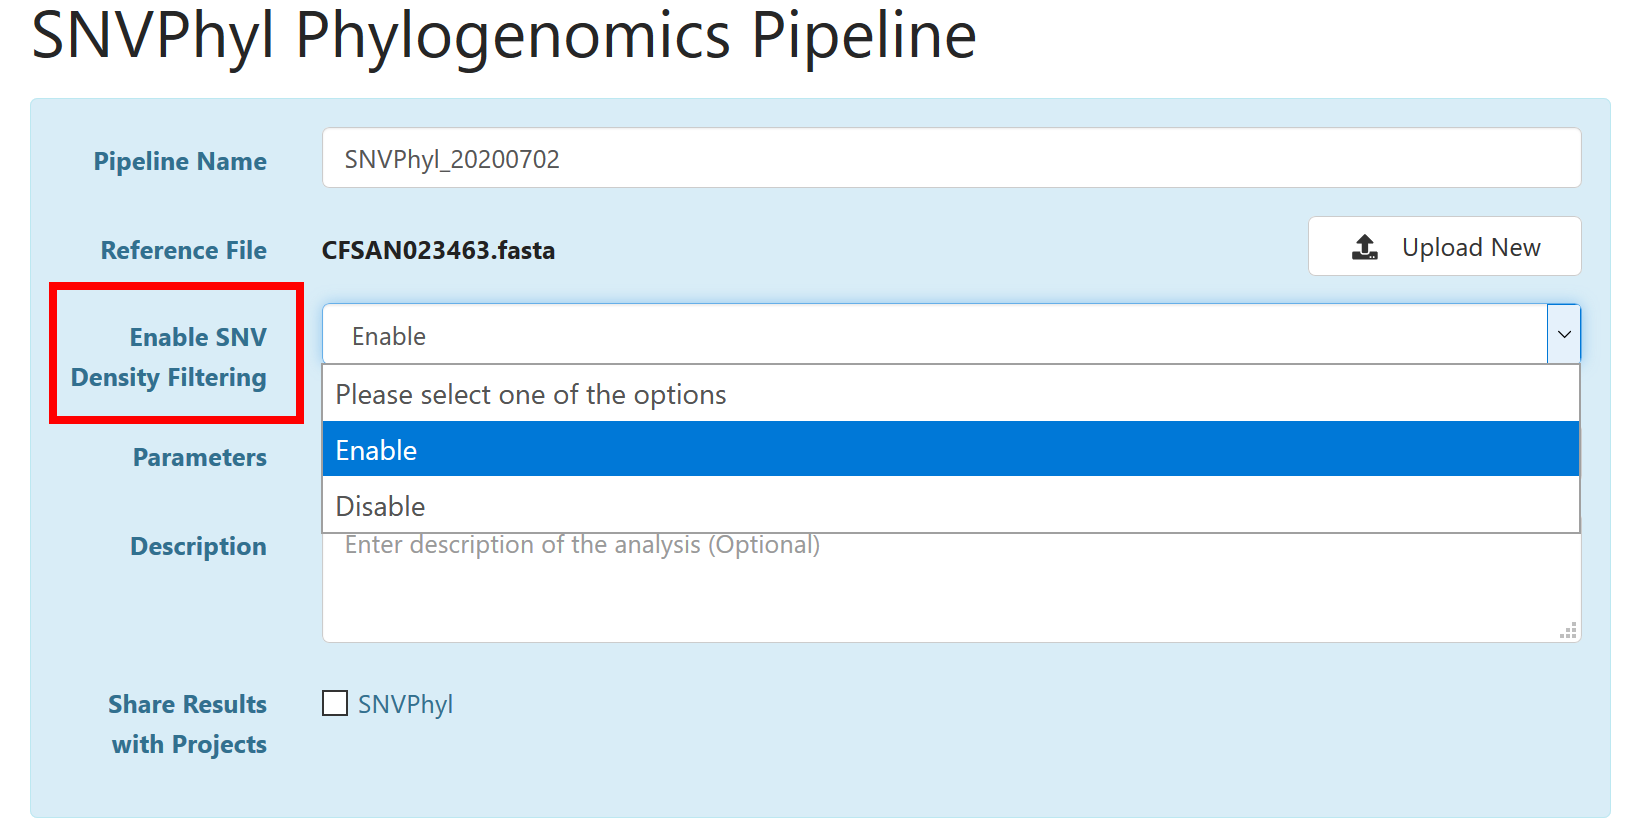 SNVPhyl Phylogenomics Pipeline
Pipeline Name
SNVPhyl_20200702
Reference File
CFSAN023463.fasta
Upload New
Enable SNV
Density Filtering
Enable
Please select one of the options
Enable
Disable
Parameters
Description
Enter description of the analysis (Optional)
Share Results
with Projects
SNVPhyl